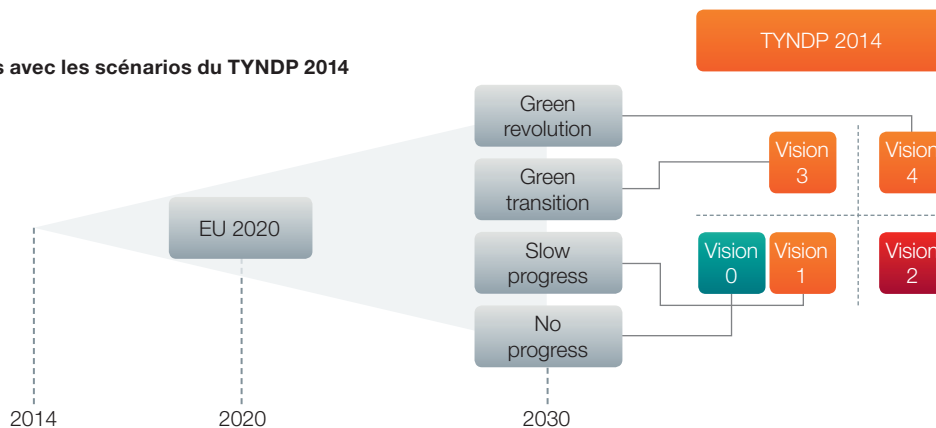 TYNDP 2014
avec les scénarios du TYNDP 2014
Green
revolution
Vision
3
Vision
4
Green
transition
EU 2020
Slow
progress
Vision
0
Vision
1
Vision
2
No
progress
2014
2020
2030